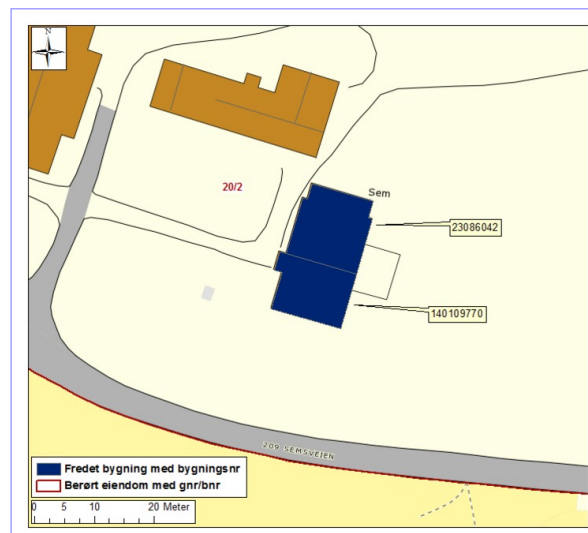 N
20/2
Sem
23086042
140109770
209 SEMSVEIEN
Fredet bygning med bygningsnr
Berørt eiendom med gnr/bnr
0 5 10 20 Meter